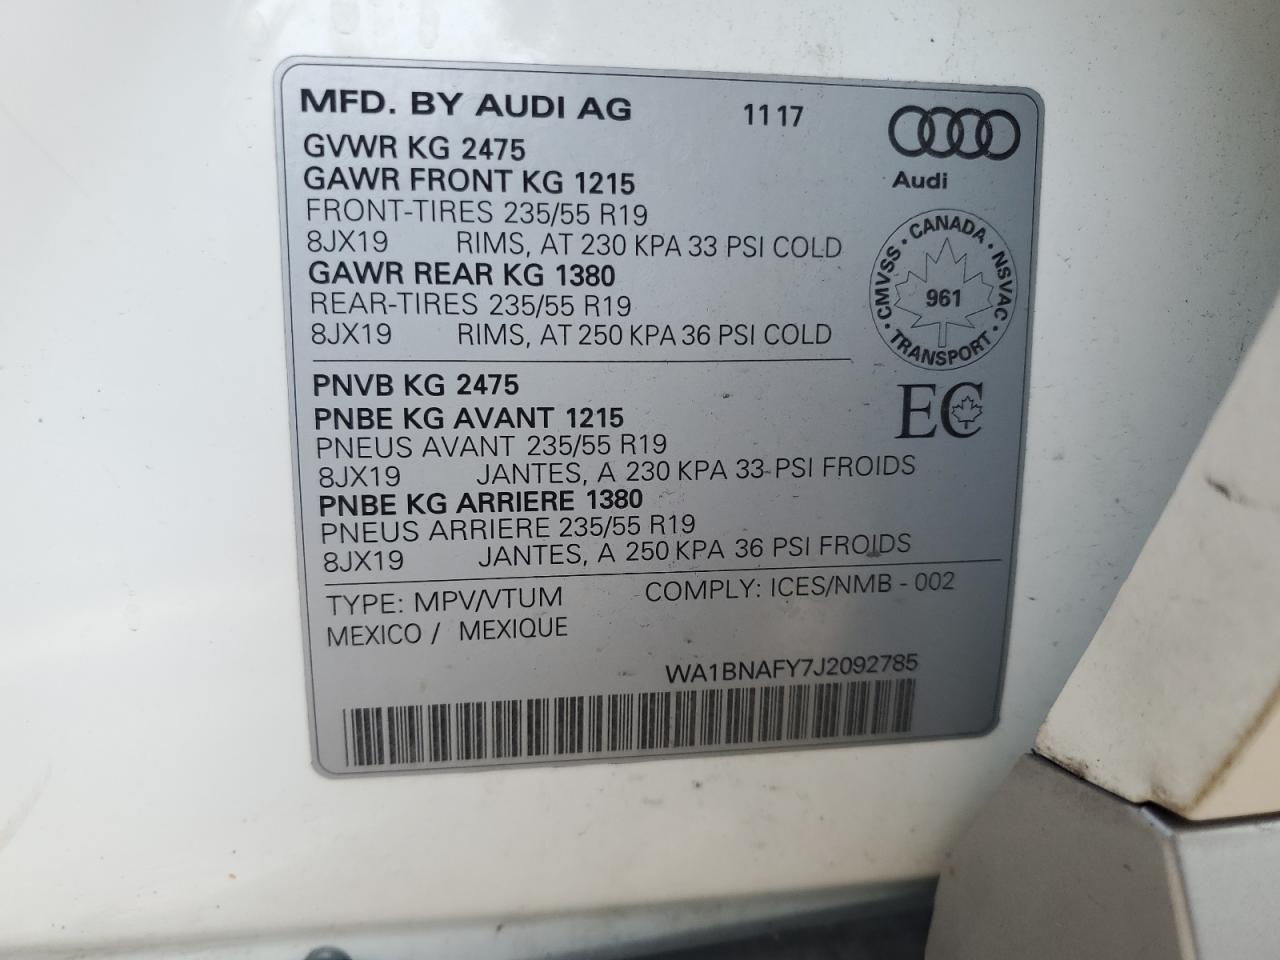 MFD. BY AUDI AG 11 17
GVWR KG 2475
GAWR FRONT KG 1215
FRONT-TIRES 235/55 R19
8JX19 RIMS, AT 230 KPA 33 PSI COLD
GAWR REAR KG 1380
REAR-TIRES 235/55 R19
8JX19 RIMS, AT 250 KPA 36 PSI COLD
Audi
CANADA · NSVAC · TRANSPORT · CMVSS ·
961
EC
PNVB KG 2475
PNBE KG AVANT 1215
PNEUS AVANT 235/55 R19
8JX19 JANTES, A 230 KPA 33 PSI FROIDS
PNBE KG ARRIERE 1380
PNEUS ARRIERE 235/55 R19
8JX19 JANTES, A 250 KPA 36 PSI FROIDS
TYPE: MPV/VTUM COMPLY: ICES/NMB - 002
MEXICO / MEXIQUE
WA1BNAFY7J2092785